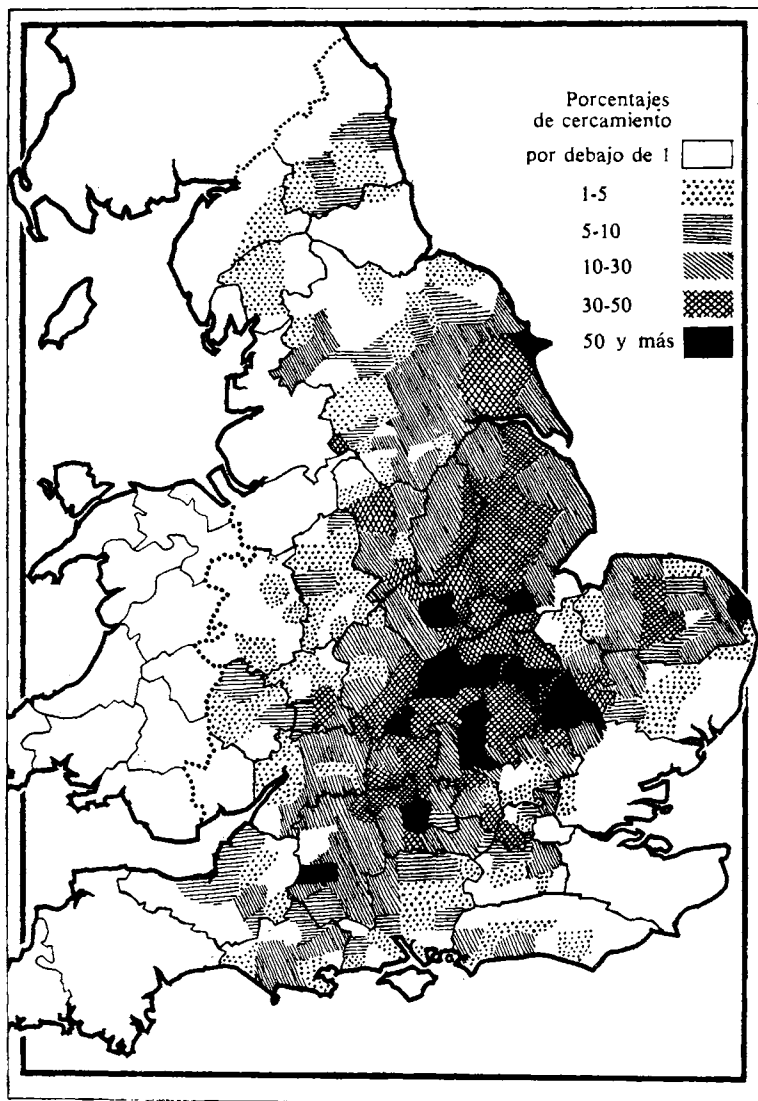 Porcentajes
de cercamiento
por debajo de 1
1-5
5-10
10-30
30-50
50 y más